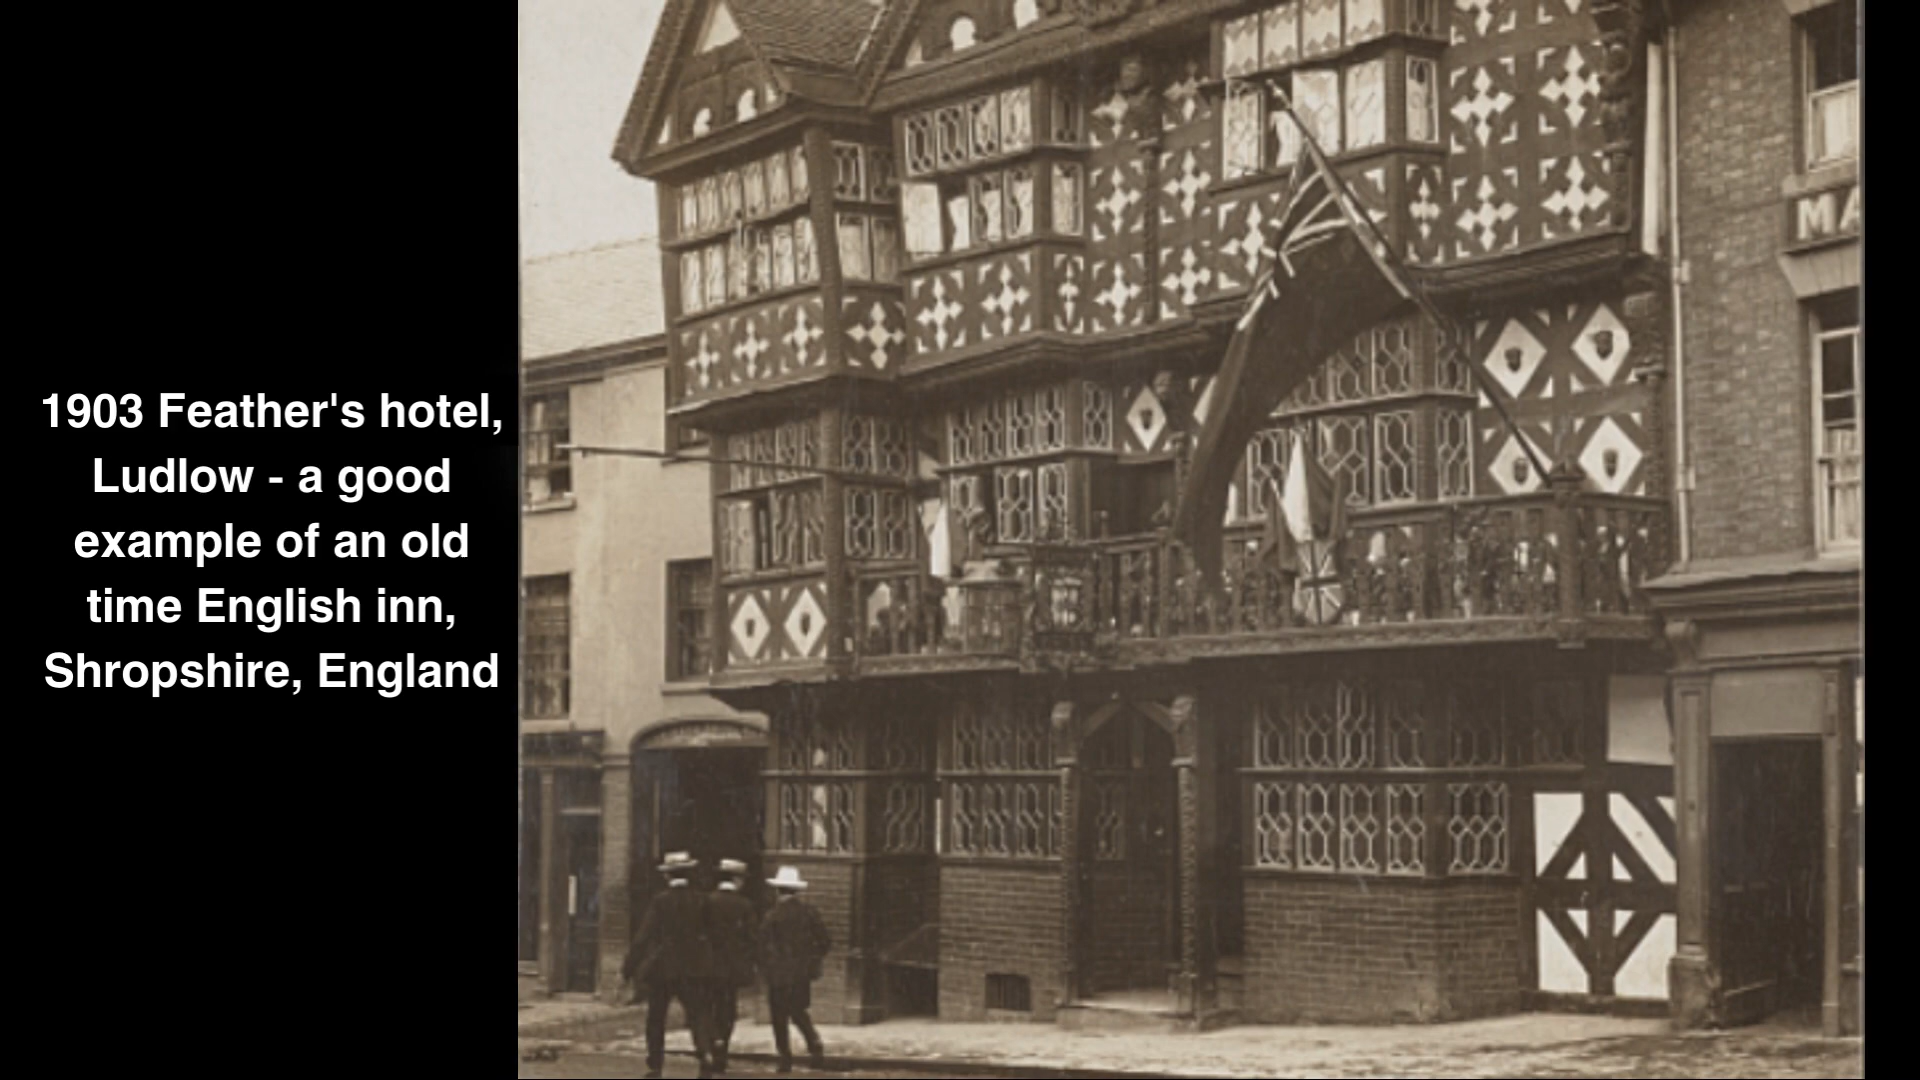 1903 Feather's hotel,
Ludlow - a good
example of an old
time English inn,
Shropshire, England
MA